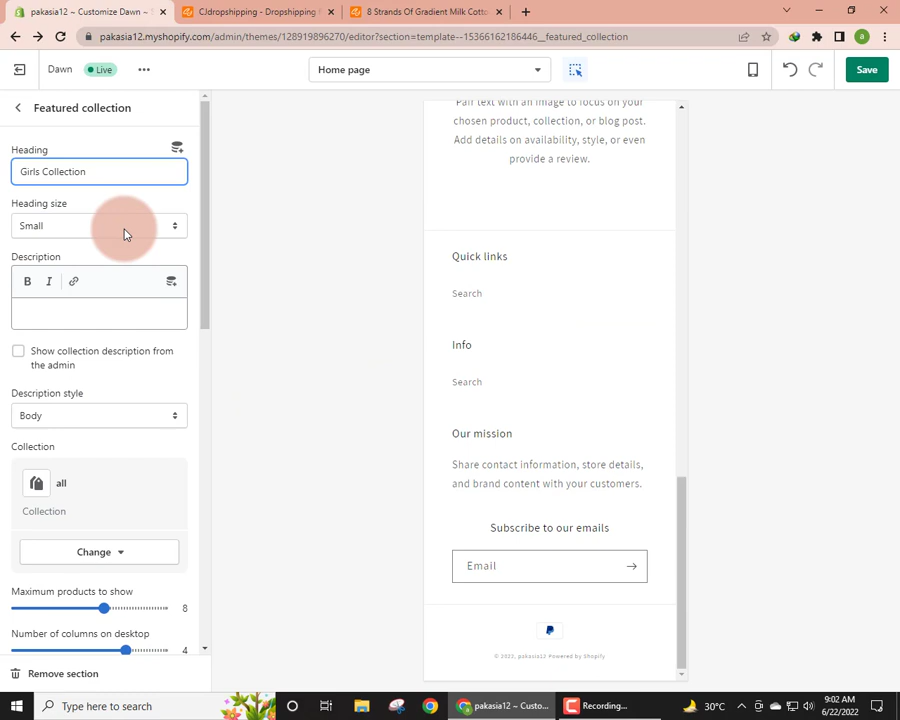 pakasia12 ~ Customize Dawn ~ S
CJdropshipping - Dropshipping f
8 Strands Of Gradient Milk Cotto
pakasia12.myshopify.com/admin/themes/128919896270/editor?section=template--15366162186446__featured_collection
a
Dawn
Live
Home page
Save
Featured collection
Heading
Girls Collection
Heading size
Small
Description
B I
Show collection description from
the admin
Description style
Body
Collection
all
Collection
Change
Maximum products to show
8
Number of columns on desktop
4
Remove section
Pair text with an image to focus on your
chosen product, collection, or blog post.
Add details on availability, style, or even
provide a review.
Quick links
Search
Info
Search
Our mission
Share contact information, store details,
and brand content with your customers.
Subscribe to our emails
Email
© 2022, pakasia12 Powered by Shopify
Type here to search
pakasia12 ~ Custo...
Recording...
30°C
9:02 AM
6/22/2022